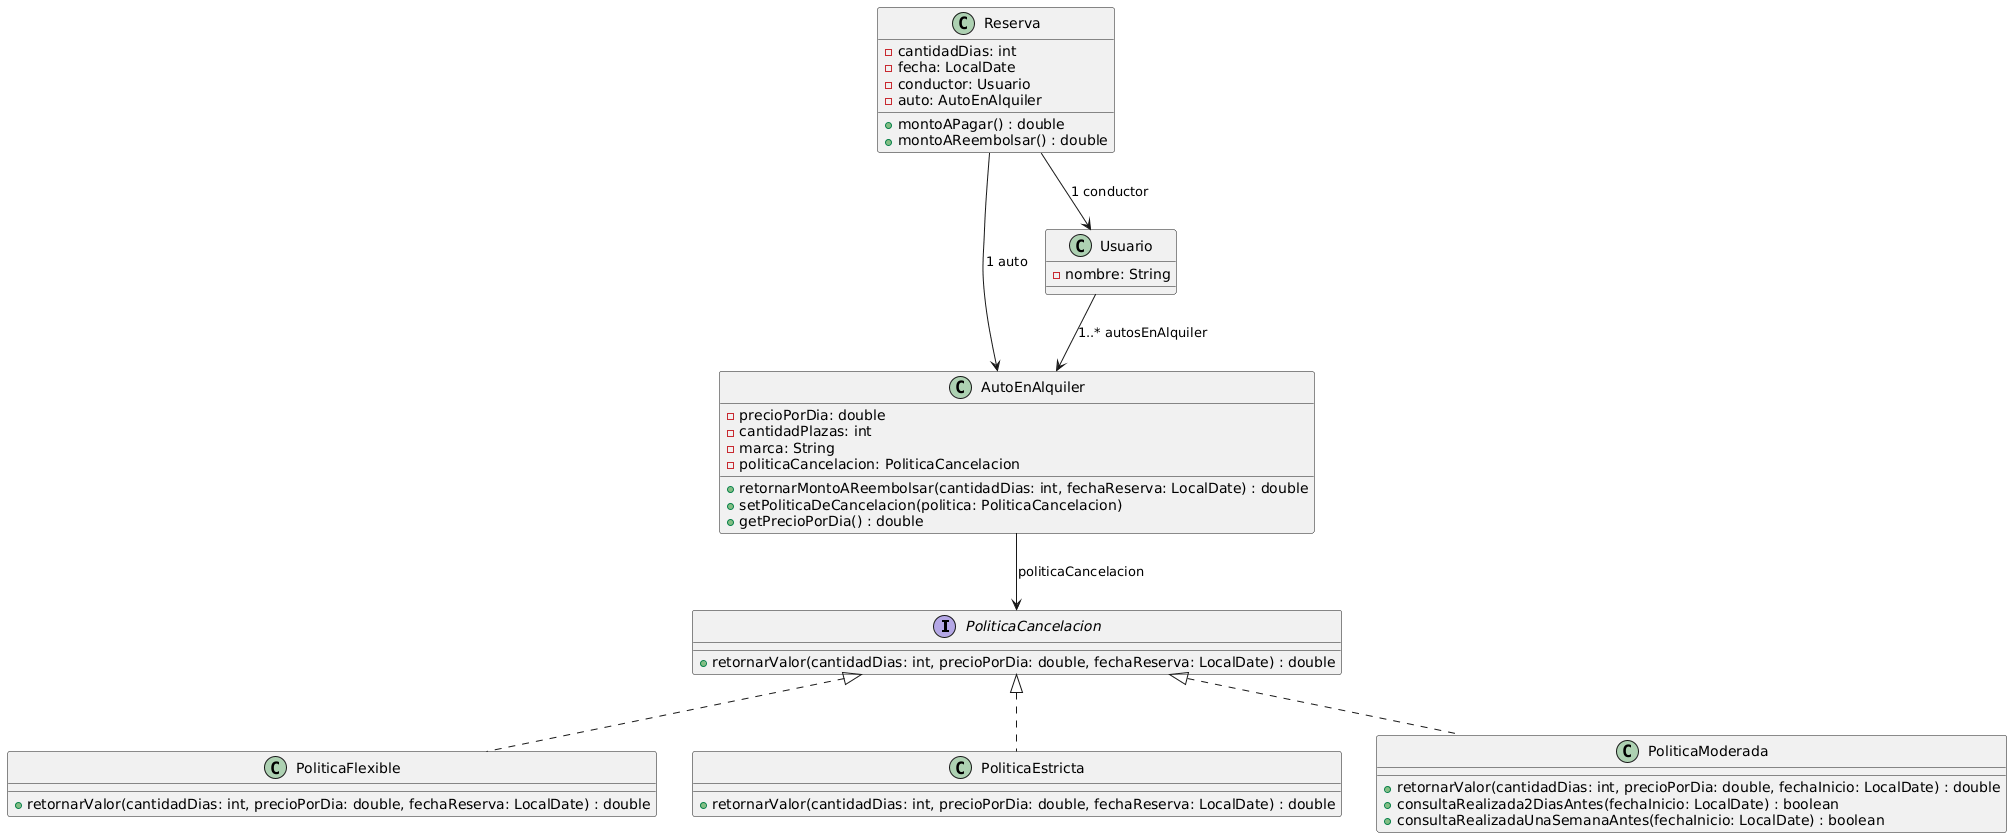 Reserva
cantidadDias: int
fecha: LocalDate
conductor: Usuario
auto: AutoEnAlquiler
montoAPagar() : double
montoAReembolsar() : double
1 conductor
Usuario
nombre: String
1 auto
1..* autosEnAlquiler
AutoEnAlquiler
precioPorDia: double
cantidadPlazas: int
marca: String
politicaCancelacion: PoliticaCancelacion
retornarMontoAReembolsar(cantidadDias: int, fechaReserva: LocalDate) : double
setPoliticaDeCancelacion(politica: PoliticaCancelacion)
getPrecioPorDia() : double
politicaCancelacion
PoliticaCancelacion
retornarValor(cantidadDias: int, precioPorDia: double, fechaReserva: LocalDate) : double
PoliticaFlexible
retornarValor(cantidadDias: int, precioPorDia: double, fechaReserva: LocalDate) : double
PoliticaEstricta
retornarValor(cantidadDias: int, precioPorDia: double, fechaReserva: LocalDate) : double
PoliticaModerada
retornarValor(cantidadDias: int, precioPorDia: double, fechaInicio: LocalDate) : double
consultaRealizada2DiasAntes(fechaInicio: LocalDate) : boolean
consultaRealizadaUnaSemanaAntes(fechaInicio: LocalDate) : boolean